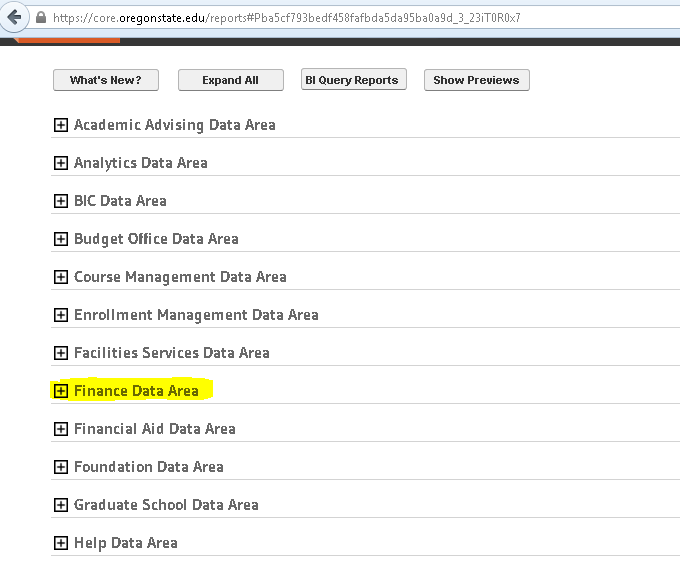 https://core.oregonstate.edu/reports#Pba5cf793bedf458fafbda5da95ba0a9d_3_23iT0R0x7
What's New? Expand All BI Query Reports Show Previews
Academic Advising Data Area
Analytics Data Area
BIC Data Area
Budget Office Data Area
Course Management Data Area
Enrollment Management Data Area
Facilities Services Data Area
Finance Data Area
Financial Aid Data Area
Foundation Data Area
Graduate School Data Area
Help Data Area